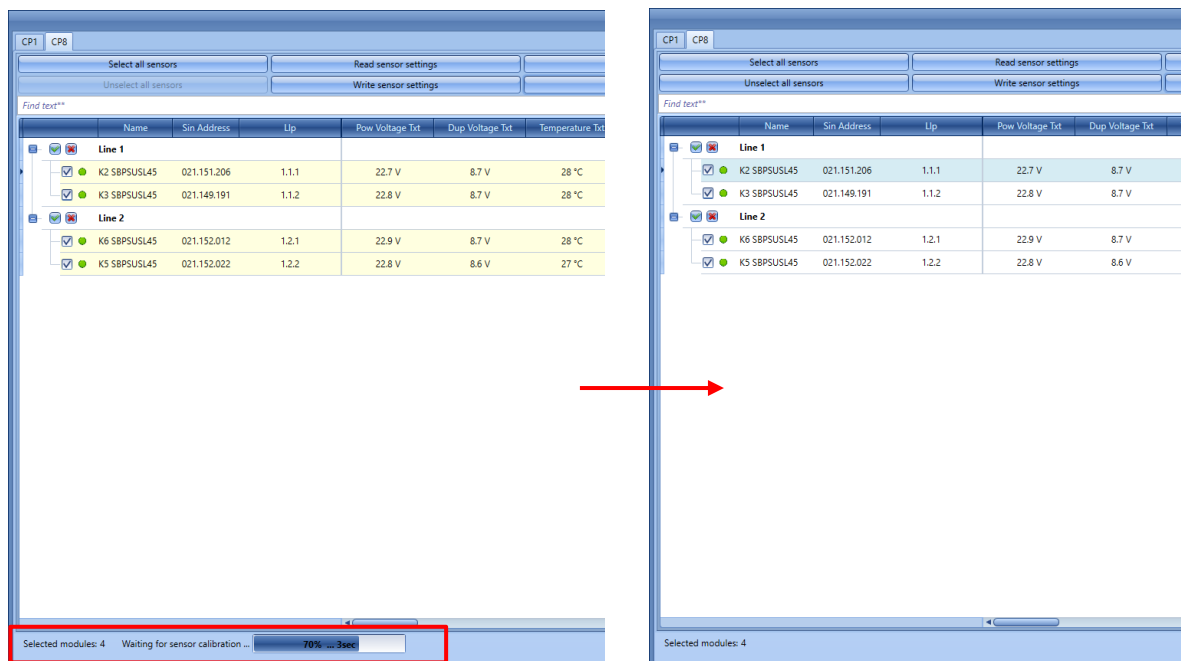 CP1 CP8
Select all sensors Read sensor settings
Unselect all sensors Write sensor settings
Find text**
Name Sin Address Llp Pow Voltage Txt Dup Voltage Txt Temperature Txt
Line 1
K2 SBPSUSL45 021.151.206 1.1.1 22.7 V 8.7 V 28 °C
K3 SBPSUSL45 021.149.191 1.1.2 22.8 V 8.7 V 28 °C
Line 2
K6 SBPSUSL45 021.152.012 1.2.1 22.9 V 8.7 V 28 °C
K5 SBPSUSL45 021.152.022 1.2.2 22.8 V 8.6 V 27 °C
Selected modules: 4 Waiting for sensor calibration ... 70% ... 3sec
CP1 CP8
Select all sensors Read sensor settings
Unselect all sensors Write sensor settings
Find text**
Name Sin Address Llp Pow Voltage Txt Dup Voltage Txt
Line 1
K2 SBPSUSL45 021.151.206 1.1.1 22.7 V 8.7 V
K3 SBPSUSL45 021.149.191 1.1.2 22.8 V 8.7 V
Line 2
K6 SBPSUSL45 021.152.012 1.2.1 22.9 V 8.7 V
K5 SBPSUSL45 021.152.022 1.2.2 22.8 V 8.6 V
Selected modules: 4